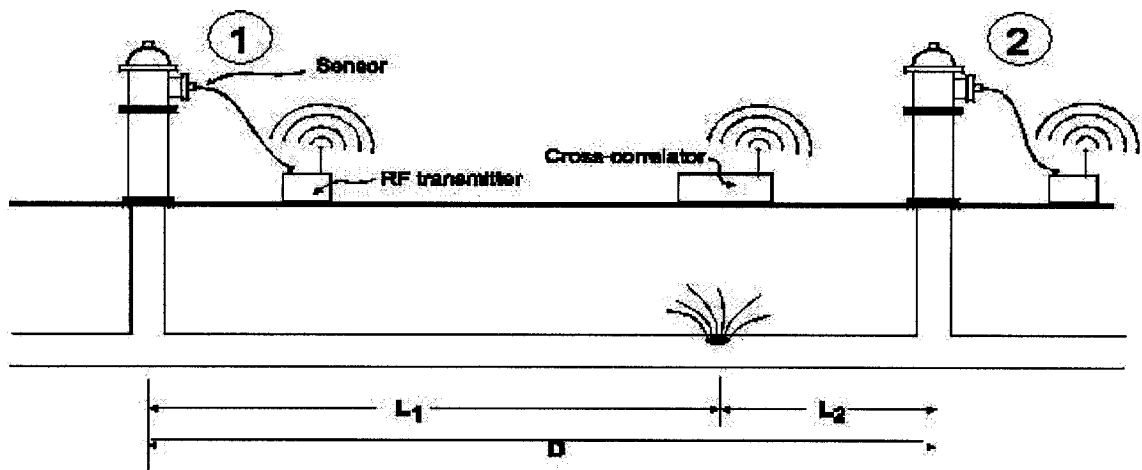 1
2
Sensor
Cross-correlator
RF transmitter
L1
L2
D